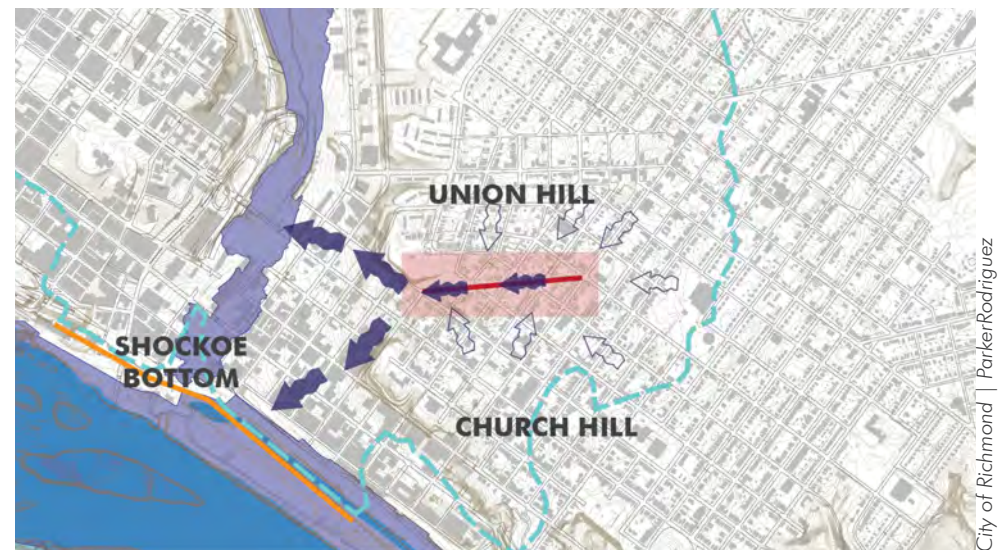 UNION HILL
SHOCKOE
BOTTOM
CHURCH HILL
City of Richmond | ParkerRodriguez